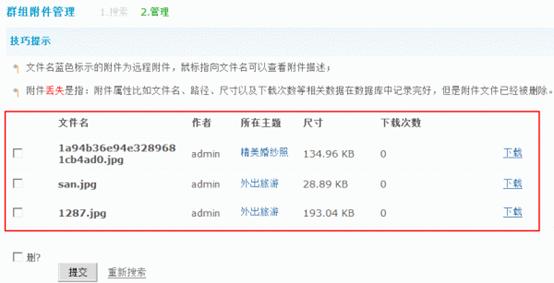 群组附件管理 1.搜索 2.管理
技巧提示
文件名蓝色标示的附件为远程附件，鼠标指向文件名可以查看附件描述；
附件丢失是指：附件属性比如文件名、路径、尺寸以及下载次数等相关数据在数据库中记录完好，但是附件文件已经被删除。
文件名 作者 所在主题 尺寸 下载次数
1a94b36e94e328968
1cb4ad0.jpg admin 精美婚纱照 134.96 KB 0 下载
san.jpg admin 外出旅游 28.89 KB 0 下载
1287.jpg admin 外出旅游 193.04 KB 0 下载
删?
提交 重新搜索